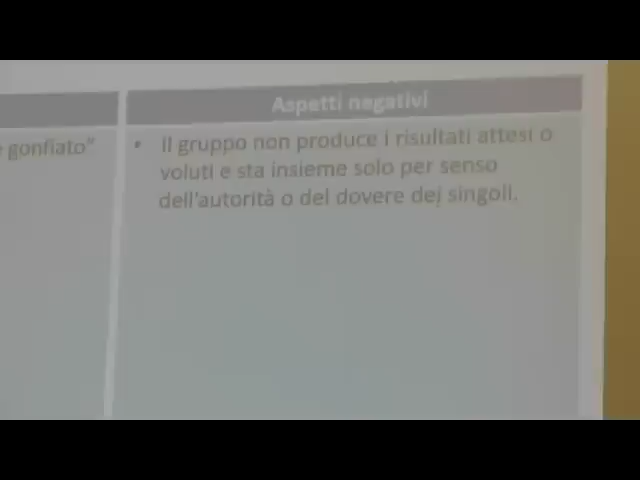 Aspetti negativi
gonfiato"
• Il gruppo non produce i risultati attesi o
voluti e sta insieme solo per senso
dell'autorità o del dovere dei singoli.